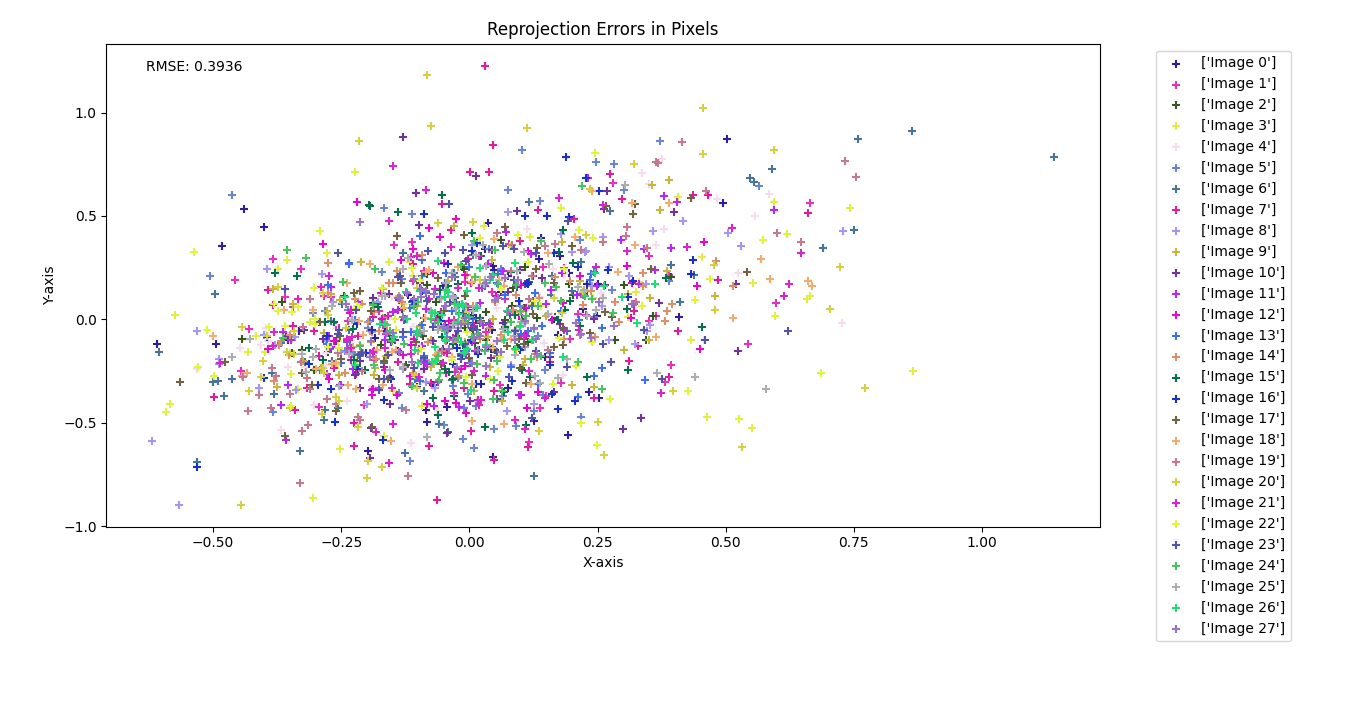 Reprojection Errors in Pixels
RMSE: 0.3936
Y-axis
1.0
0.5
0.0
−0.5
−1.0
−0.50
−0.25
0.00
0.25
0.50
0.75
1.00
X-axis
['Image 0']
['Image 1']
['Image 2']
['Image 3']
['Image 4']
['Image 5']
['Image 6']
['Image 7']
['Image 8']
['Image 9']
['Image 10']
['Image 11']
['Image 12']
['Image 13']
['Image 14']
['Image 15']
['Image 16']
['Image 17']
['Image 18']
['Image 19']
['Image 20']
['Image 21']
['Image 22']
['Image 23']
['Image 24']
['Image 25']
['Image 26']
['Image 27']